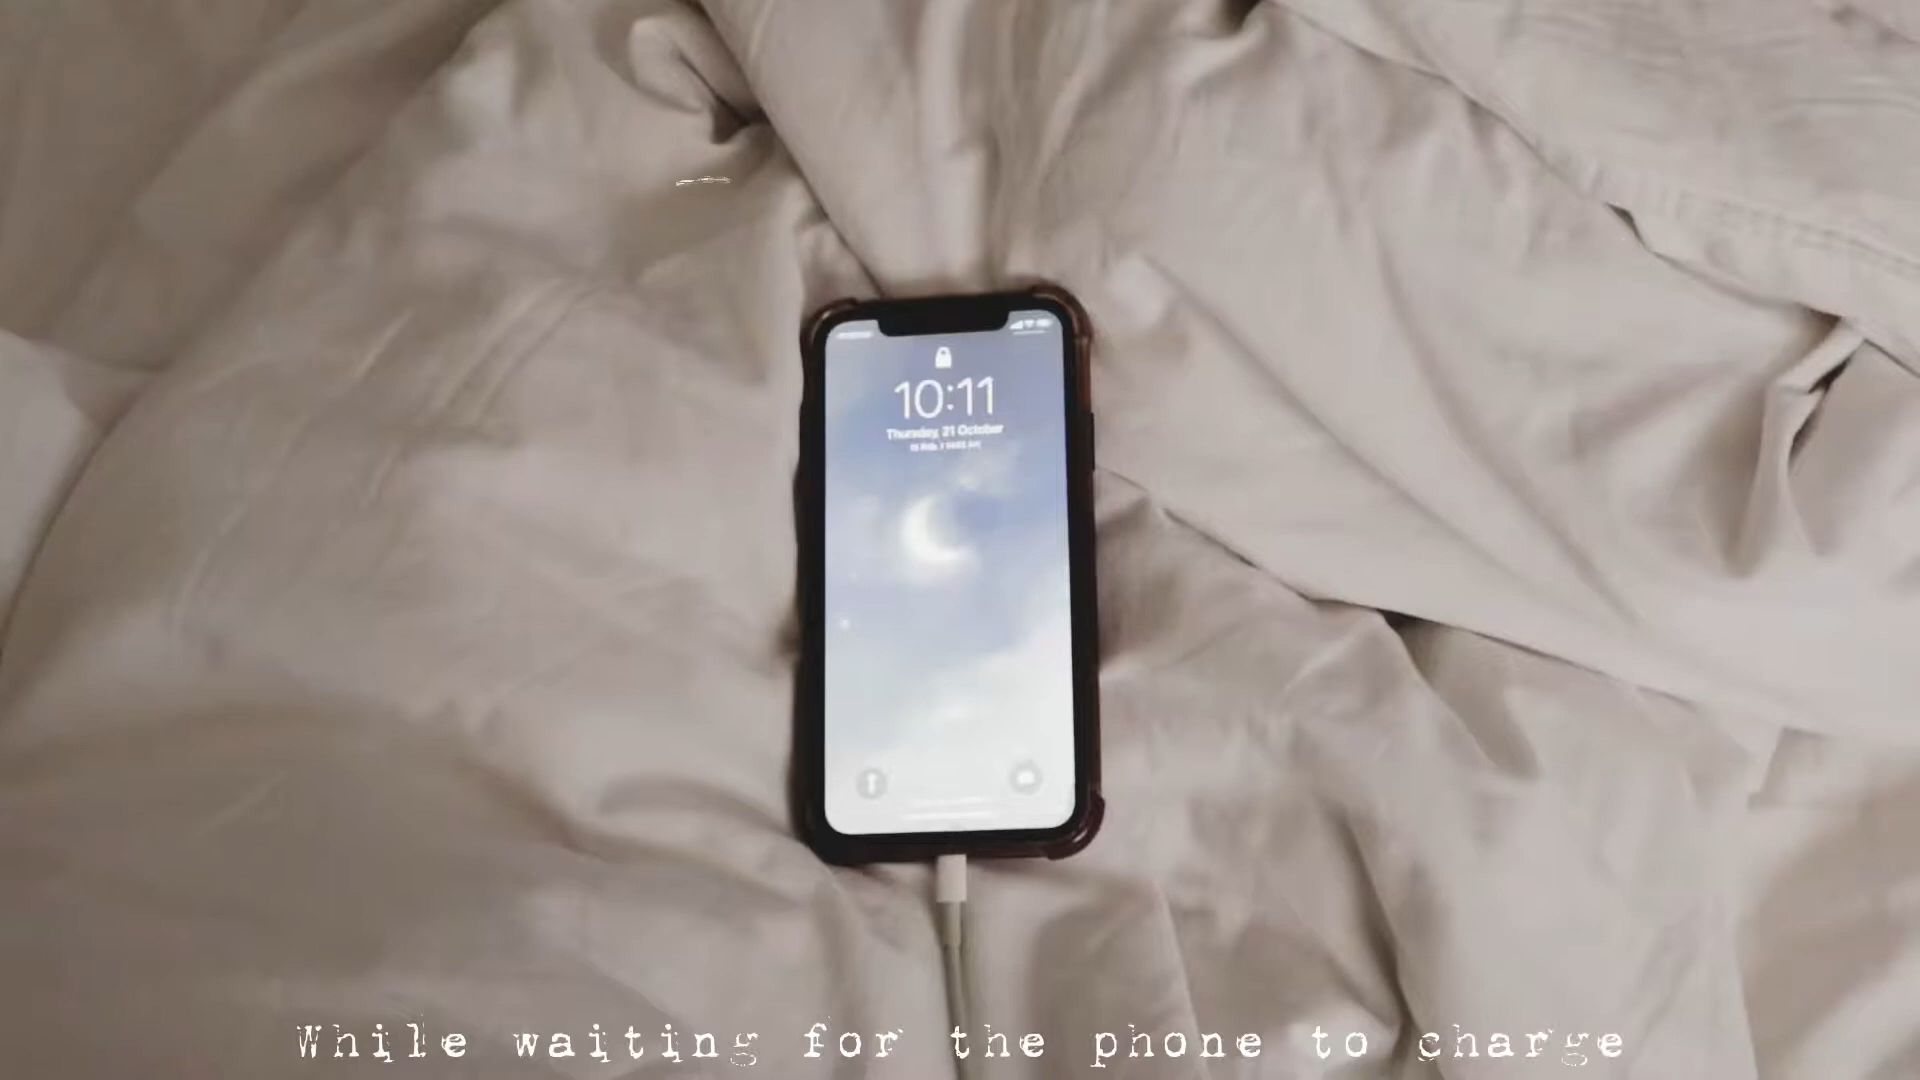 10:11
Thursday, 21 October
While waiting for the phone to charge